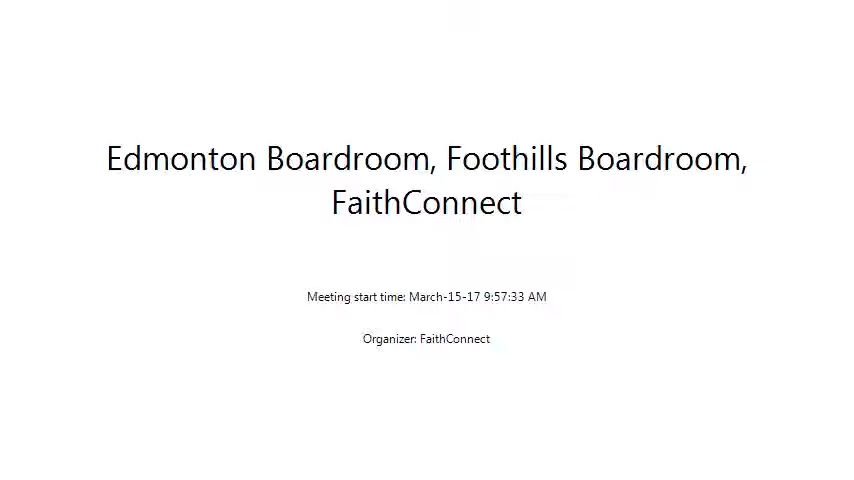 Edmonton Boardroom, Foothills Boardroom,
FaithConnect
Meeting start time: March-15-17 9:57:33 AM
Organizer: FaithConnect